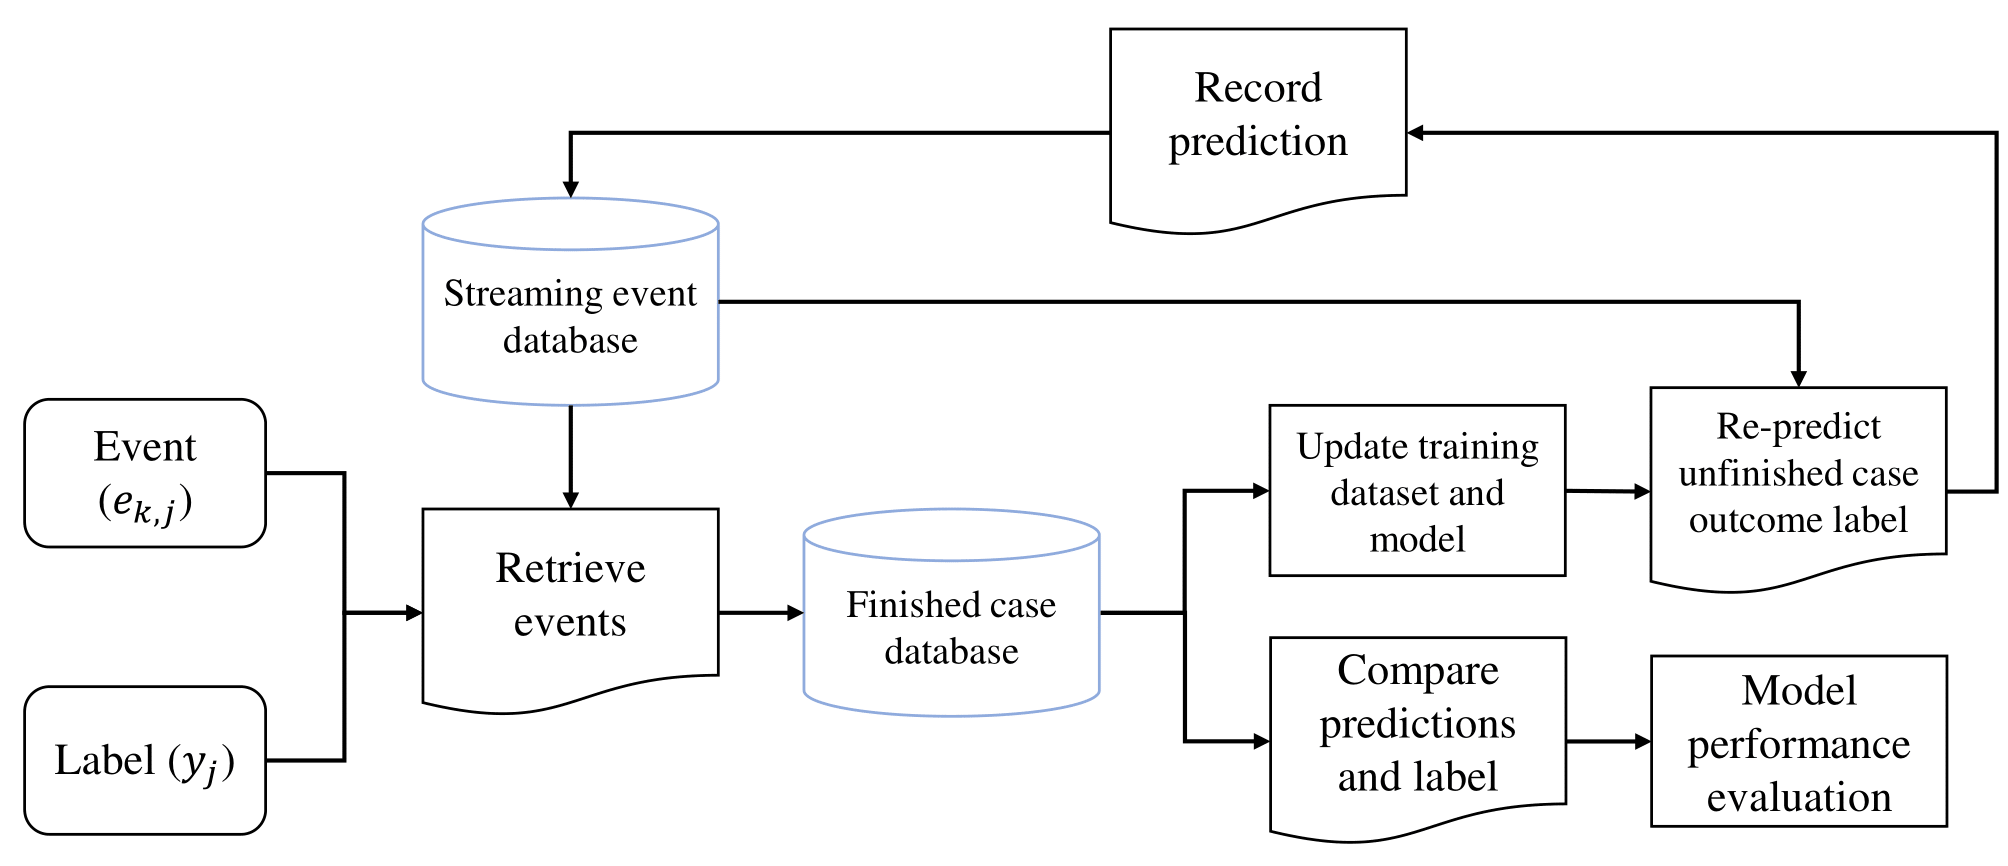 Record
prediction
Streaming event
database
Event
(e_{k,j})
Label (y_j)
Retrieve
events
Finished case
database
Update training
dataset and
model
Re-predict
unfinished case
outcome label
Compare
predictions
and label
Model
performance
evaluation